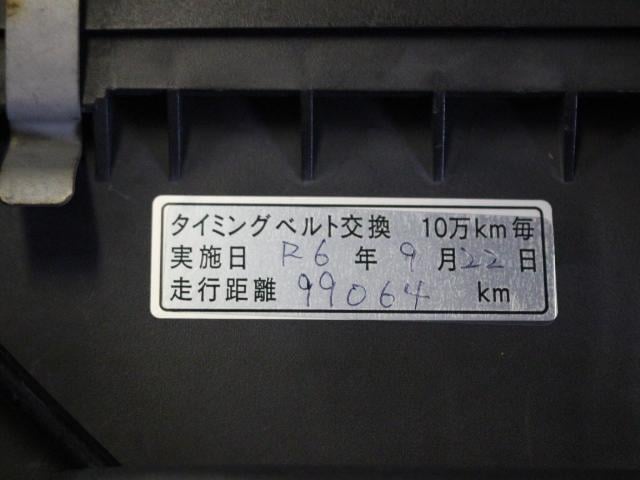 タイミングベルト交換 10万km毎
実施日 R6 年 9 月 22 日
走行距離 99064 km